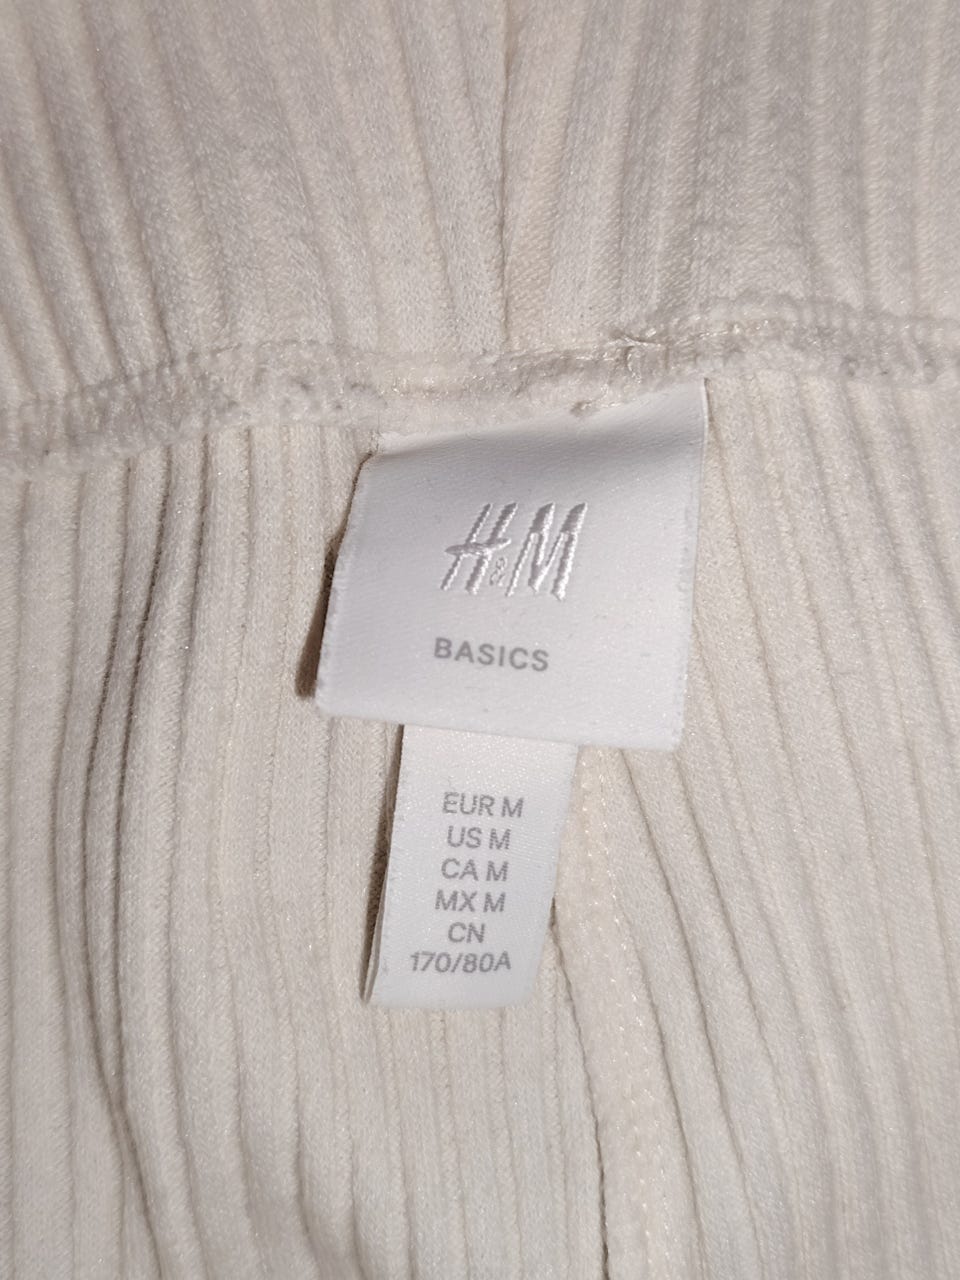 H&M
BASICS
EUR M
US M
CA M
MX M
CN
170/80A